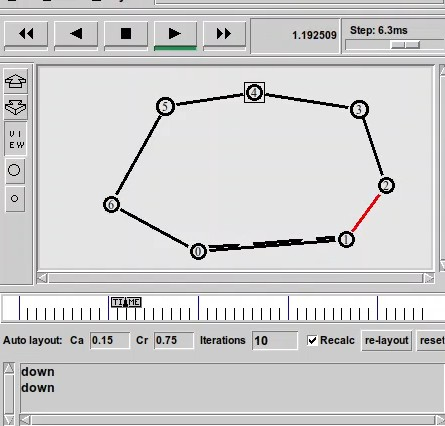 1.192509
Step: 6.3ms
VIEW
5
4
3
2
6
1
0
TIME
Auto layout: Ca 0.15 Cr 0.75 Iterations 10 Recalc re-layout reset
down
down